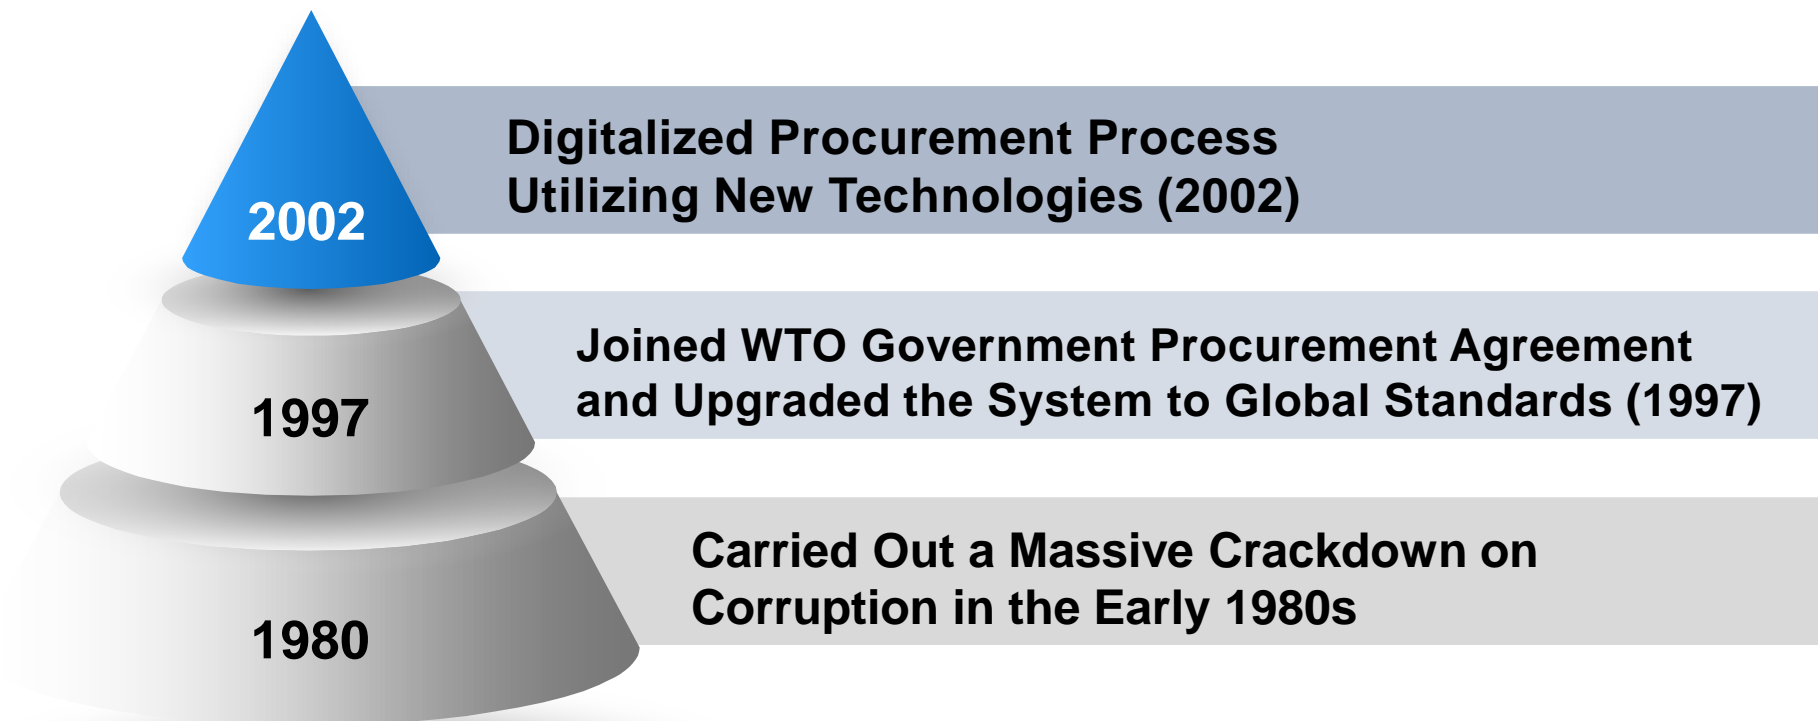 2002
Digitalized Procurement Process
Utilizing New Technologies (2002)
1997
Joined WTO Government Procurement Agreement
and Upgraded the System to Global Standards (1997)
1980
Carried Out a Massive Crackdown on
Corruption in the Early 1980s